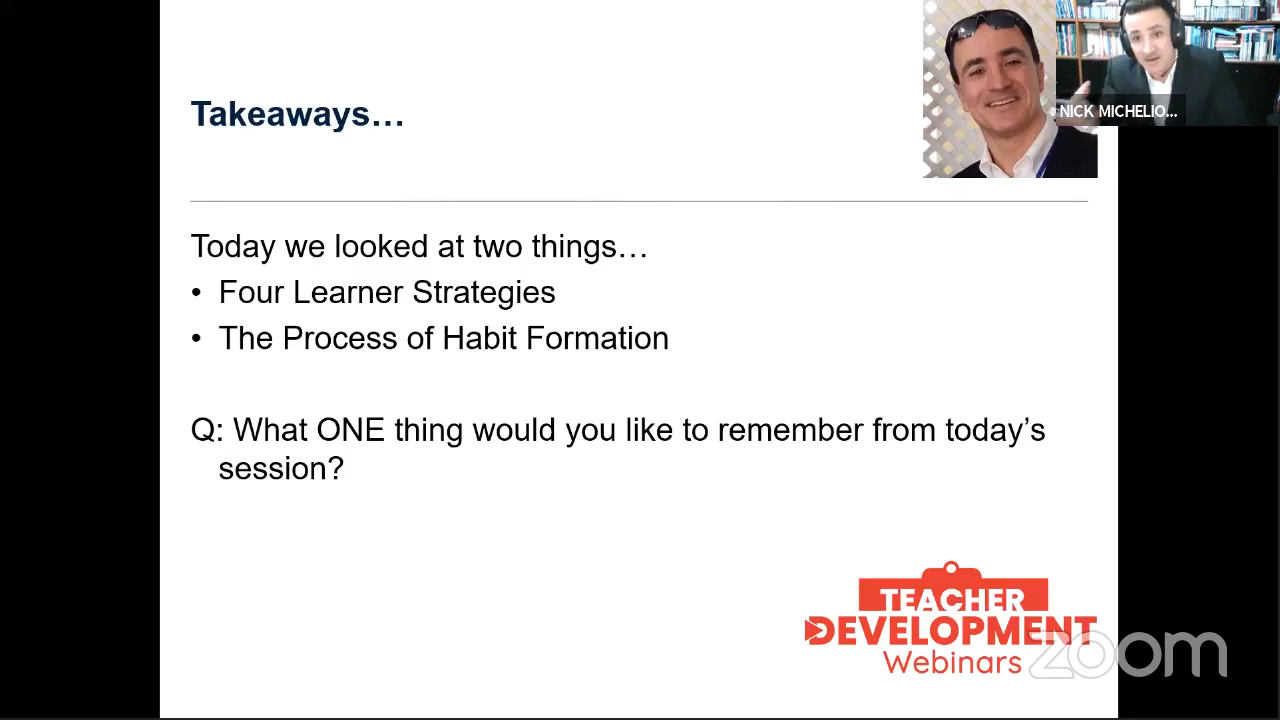 Takeaways…
NICK MICHELIO...
Today we looked at two things…
• Four Learner Strategies
• The Process of Habit Formation
Q: What ONE thing would you like to remember from today’s
session?
TEACHER
DEVELOPMENT
Webinars
zoom